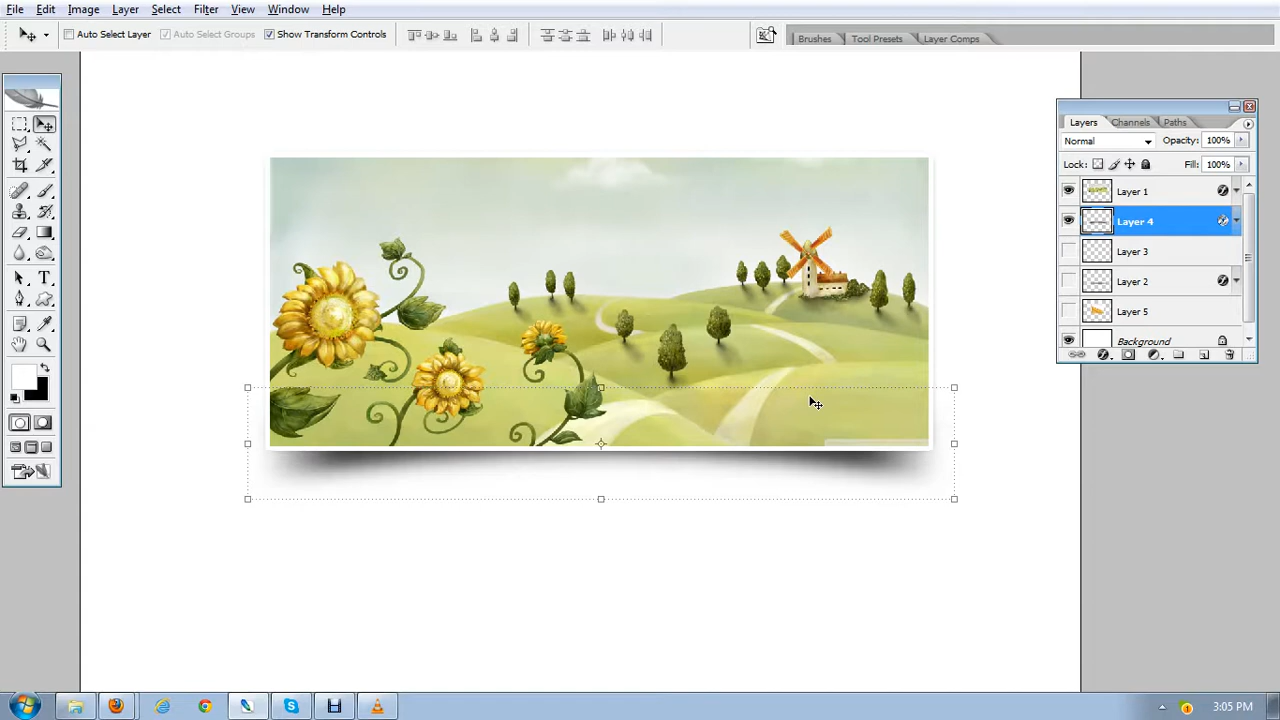 File Edit Image Layer Select Filter View Window Help
Auto Select Layer Auto Select Groups Show Transform Controls Brushes Tool Presets Layer Comps
Layers Channels Paths
Normal Opacity: 100%
Lock: Fill: 100%
Layer 1
Layer 4
Layer 3
Layer 2
Layer 5
Background
3:05 PM